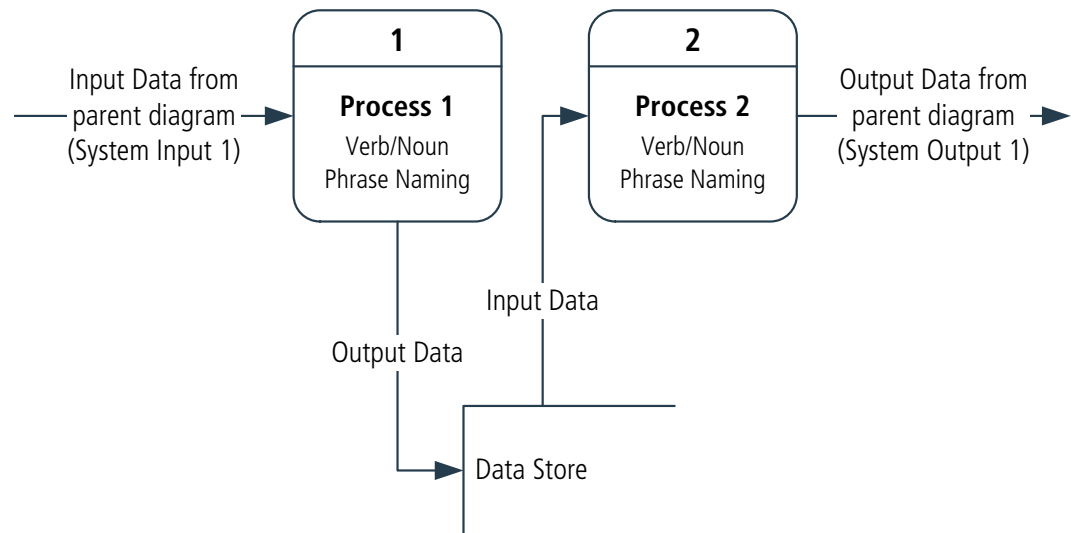 Input Data from
parent diagram
(System Input 1)
1
Process 1
Verb/Noun
Phrase Naming
2
Process 2
Verb/Noun
Phrase Naming
Output Data from
parent diagram
(System Output 1)
Input Data
Output Data
Data Store